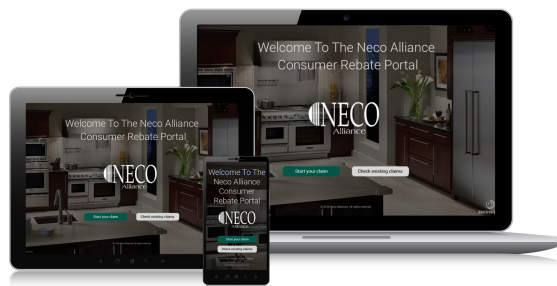 Welcome To The Neco Alliance
Consumer Rebate Portal
NECO
Alliance
Start your claim
Check existing claims
Welcome To The Neco Alliance
Consumer Rebate Portal
NECO
Alliance
Start your claim
Check existing claims
Welcome To The
Neco Alliance
Consumer
Rebate Portal
NECO
Alliance
Start your claim
Check existing claims